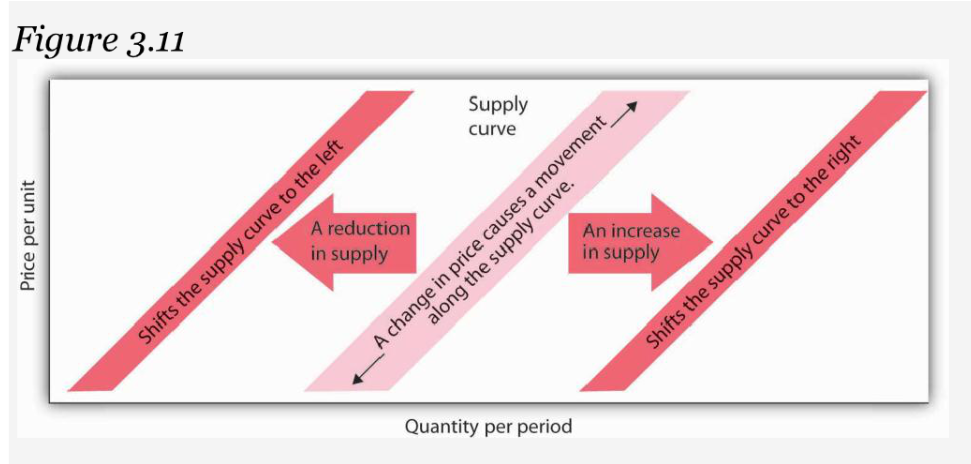 Figure 3.11
Supply
curve
Shifts the supply curve to the left
A reduction
in supply
A change in price causes a movement
along the supply curve.
An increase
in supply
Shifts the supply curve to the right
Price per unit
Quantity per period